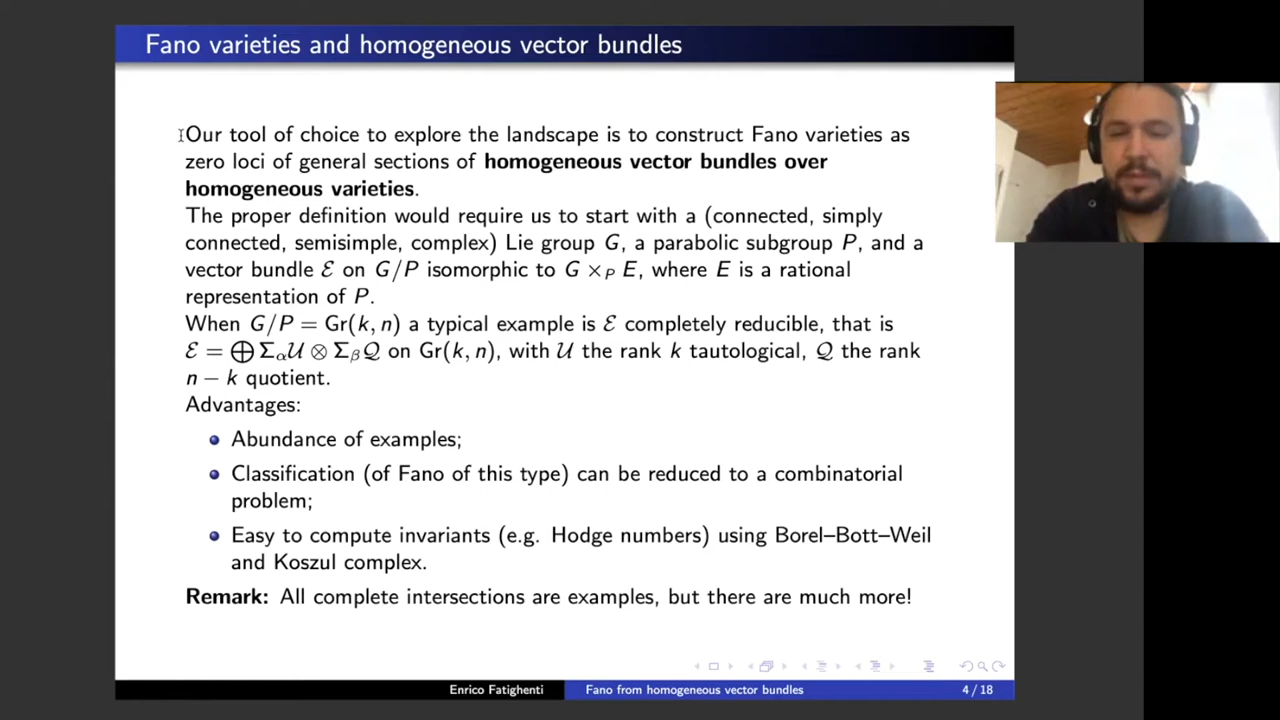 Fano varieties and homogeneous vector bundles
Our tool of choice to explore the landscape is to construct Fano varieties as
zero loci of general sections of homogeneous vector bundles over
homogeneous varieties.
The proper definition would require us to start with a (connected, simply
connected, semisimple, complex) Lie group G, a parabolic subgroup P, and a
vector bundle ℰ on G/P isomorphic to G ×_P E, where E is a rational
representation of P.
When G/P = Gr(k, n) a typical example is ℰ completely reducible, that is
ℰ = ⊕ Σ_α 𝒰 ⊗ Σ_β 𝒬 on Gr(k, n), with 𝒰 the rank k tautological, 𝒬 the rank
n − k quotient.
Advantages:
Abundance of examples;
Classification (of Fano of this type) can be reduced to a combinatorial
problem;
Easy to compute invariants (e.g. Hodge numbers) using Borel–Bott–Weil
and Koszul complex.
Remark: All complete intersections are examples, but there are much more!
Enrico Fatighenti
Fano from homogeneous vector bundles
4 / 18